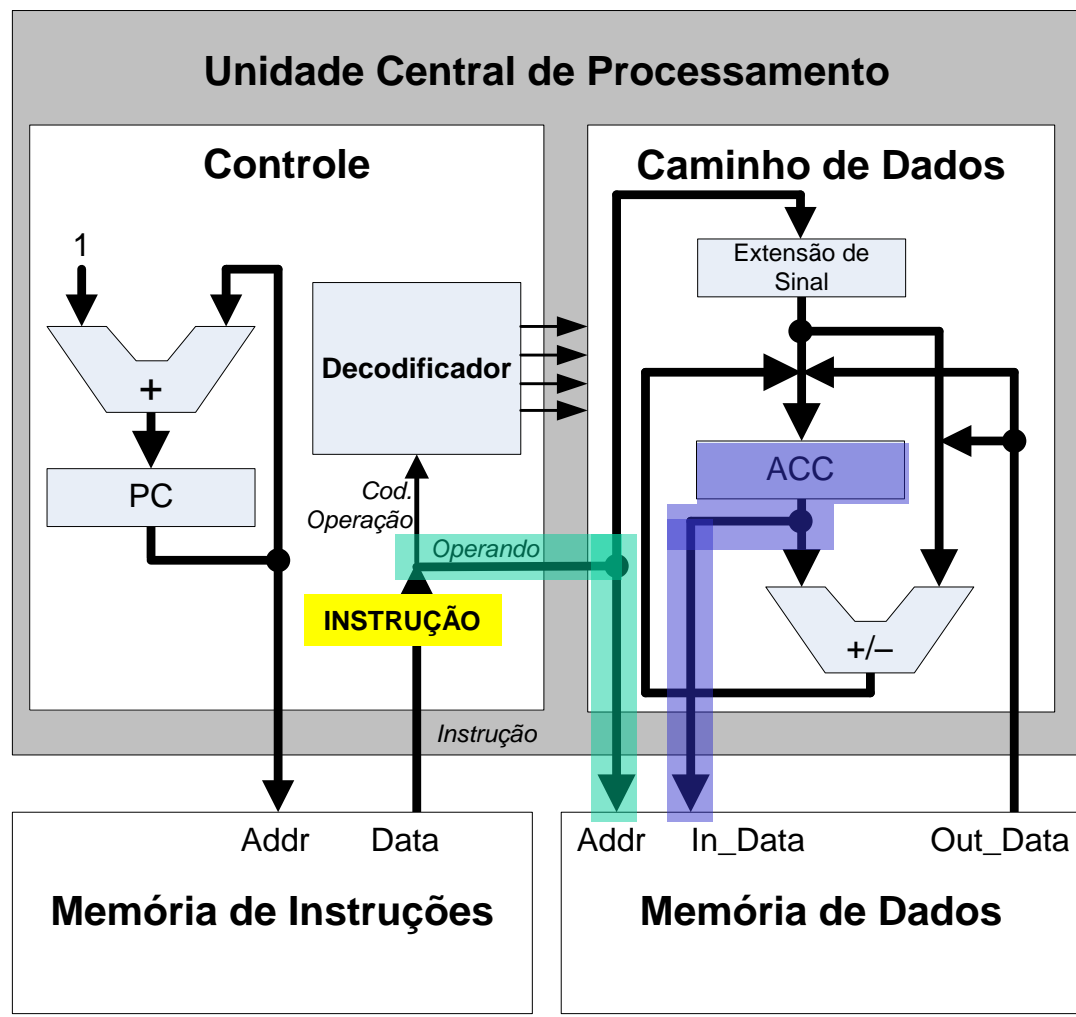 Unidade Central de Processamento
Controle
1
+
PC
Decodificador
Cod.
Operação
Operando
INSTRUÇÃO
Instrução
Caminho de Dados
Extensão de
Sinal
ACC
+/–
Addr Data
Memória de Instruções
Addr In_Data Out_Data
Memória de Dados